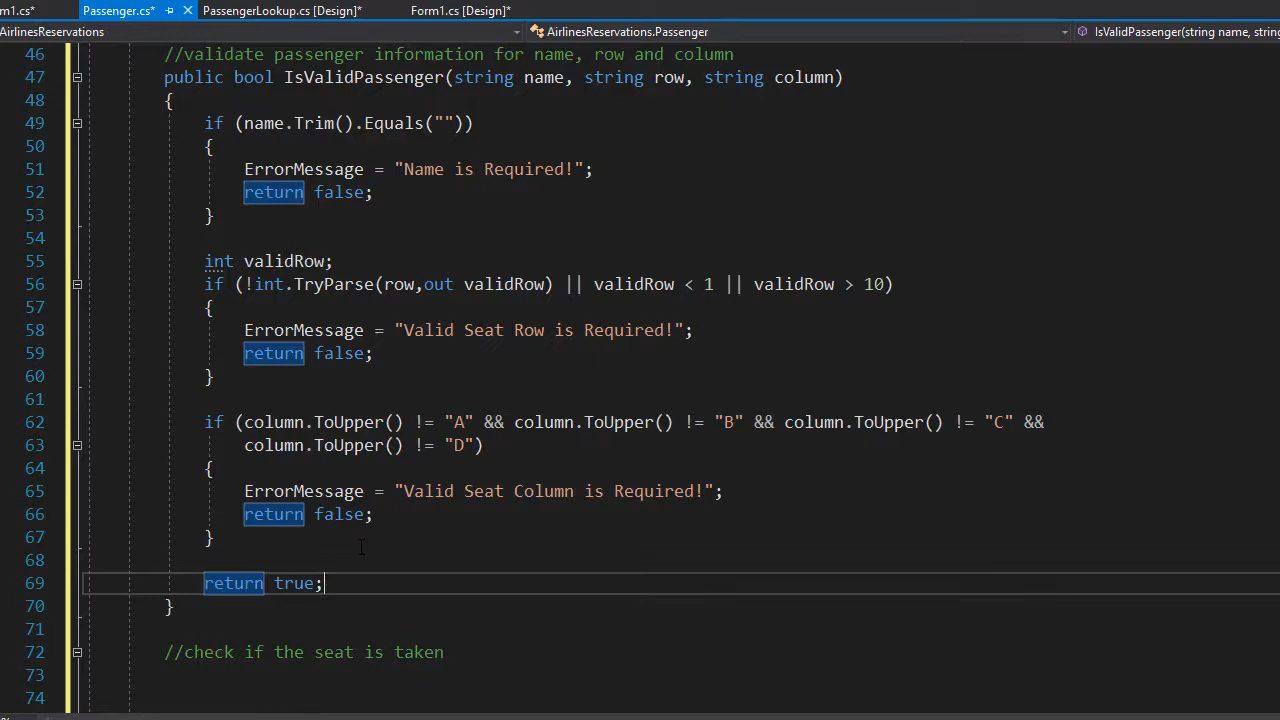 m1.cs*
Passenger.cs*
PassengerLookup.cs [Design]*
Form1.cs [Design]*
AirlinesReservations
AirlinesReservations.Passenger
IsValidPassenger(string name, string
46 //validate passenger information for name, row and column
47 public bool IsValidPassenger(string name, string row, string column)
48 {
49 if (name.Trim().Equals(""))
50 {
51 ErrorMessage = "Name is Required!";
52 return false;
53 }
54
55 int validRow;
56 if (!int.TryParse(row,out validRow) || validRow < 1 || validRow > 10)
57 {
58 ErrorMessage = "Valid Seat Row is Required!";
59 return false;
60 }
61
62 if (column.ToUpper() != "A" && column.ToUpper() != "B" && column.ToUpper() != "C" &&
63 column.ToUpper() != "D")
64 {
65 ErrorMessage = "Valid Seat Column is Required!";
66 return false;
67 }
68
69 return true;
70 }
71
72 //check if the seat is taken
73
74